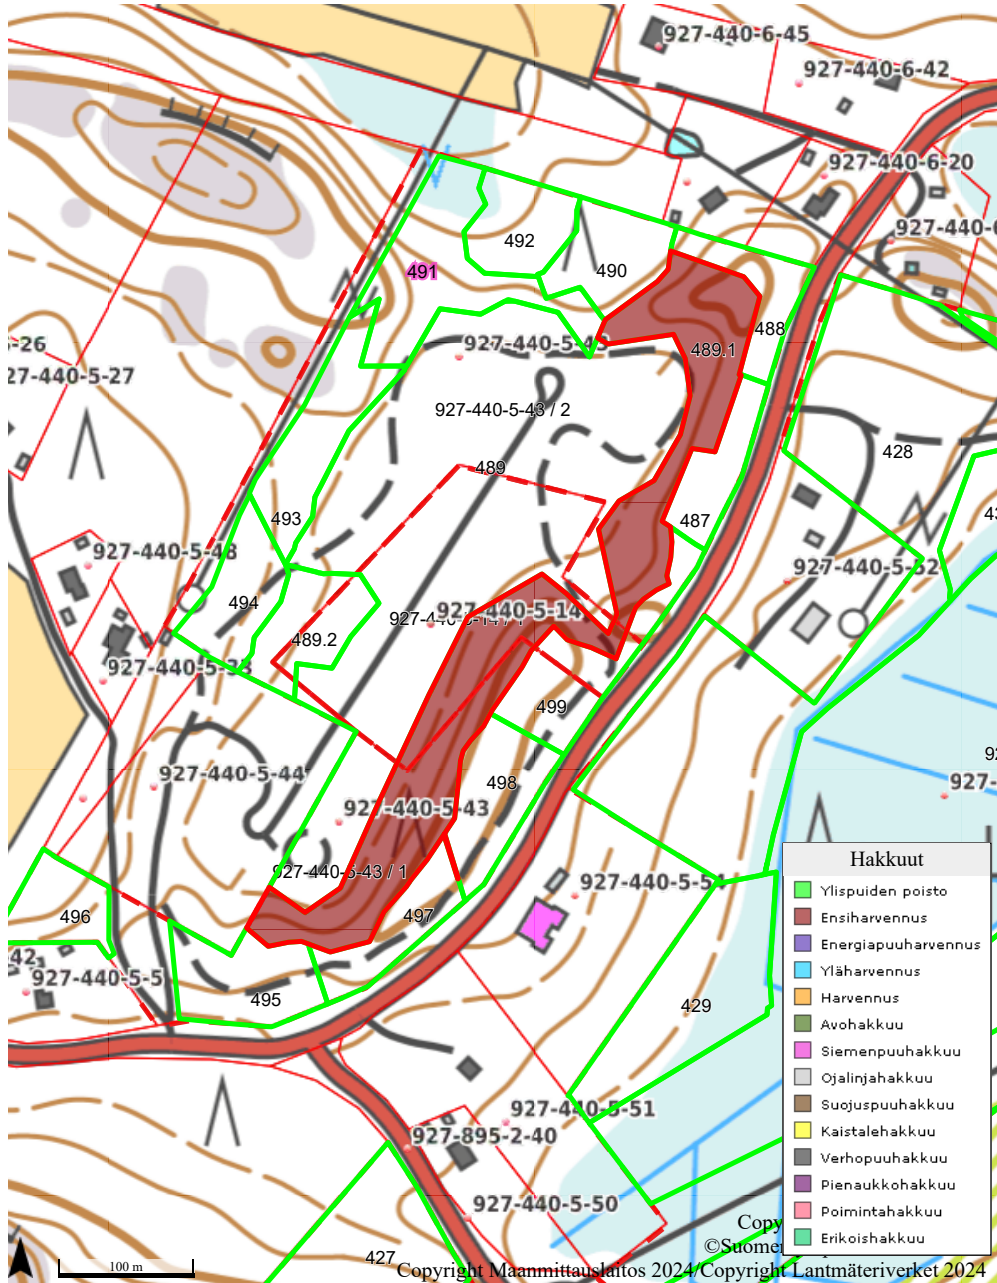 927-440-6-45
927-440-6-42
927-440-6-20
492
491
490
488
927-440-5-43
489.1
27-440-5-27
927-440-5-43 / 2
428
489
493
487
927-440-5-48
927-440-5-52
494
927-440-5-14
489.2
927-440-5-33
499
927-440-5-44
498
927-440-5-43
Hakkuut
927-440-5-43 / 1
927-440-5-54
Ylispuiden poisto
496
497
Ensiharvennus
Energiapuuharvennus
42
927-440-5-5
Yläharvennus
495
Harvennus
429
Avohakkuu
Siemenpuuhakkuu
Ojalinjahakkuu
927-440-5-51
Suojuspuuhakkuu
927-895-2-40
Kaistalehakkuu
Verhopuuhakkuu
Pienaukkohakkuu
927-440-5-50
Poimintahakkuu
Erikoishakkuu
427
100 m
Copyright Maanmittauslaitos 2024/Copyright Lantmäteriverket 2024